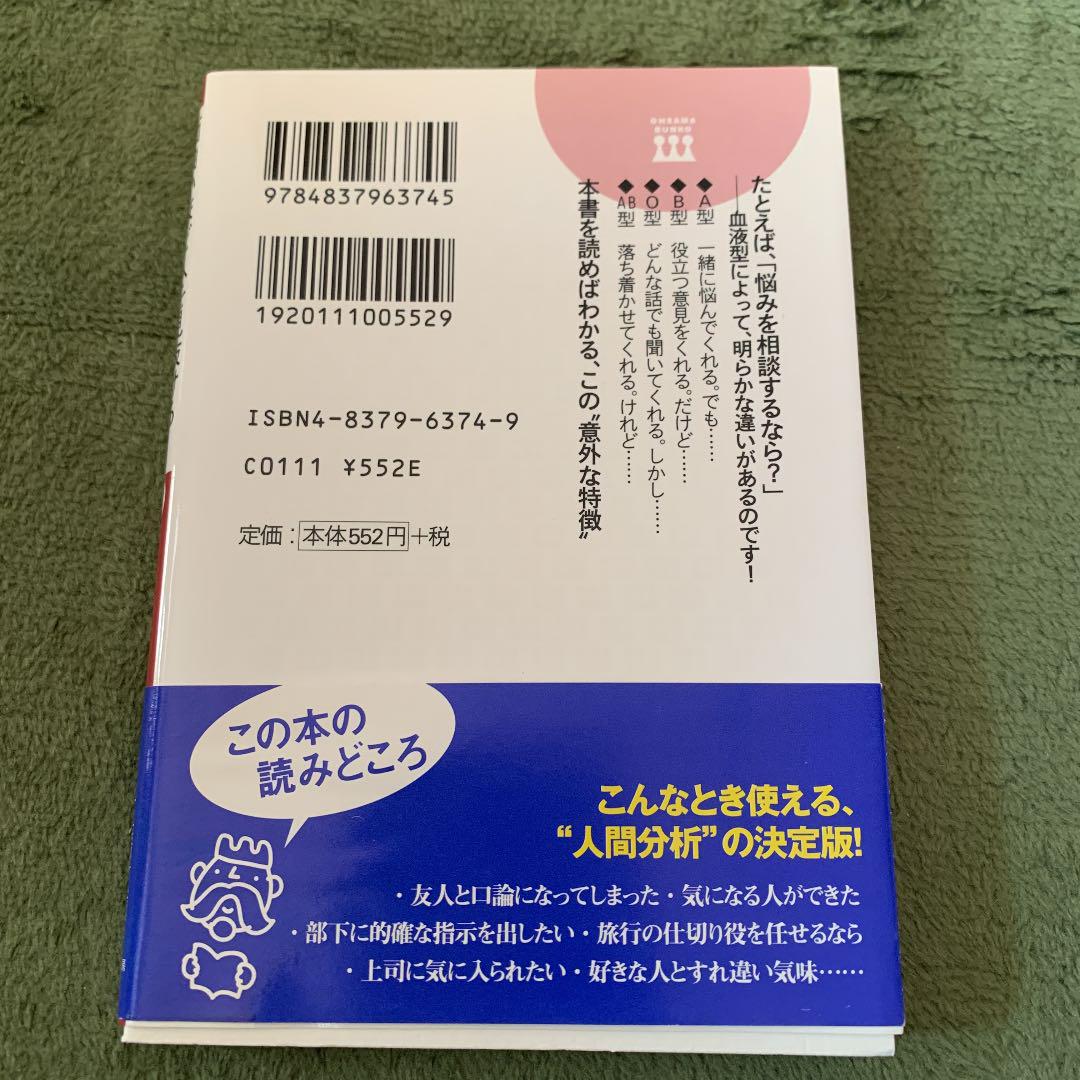 OHSAMA
BUNKO
たとえば、「悩みを相談するなら?」
――血液型によって、明らかな違いがあるのです!
◆A型 一緒に悩んでくれる。でも……
◆B型 役立つ意見をくれる。だけど……
◆O型 どんな話でも聞いてくれる。しかし……
◆AB型 落ち着かせてくれる。けれど……
本書を読めばわかる、この“意外な特徴”
9784837963745
1920111005529
ISBN4-8379-6374-9
C0111 ¥552E
定価:本体552円+税
この本の
読みどころ
こんなとき使える、
“人間分析”の決定版!
・友人と口論になってしまった・気になる人ができた
・部下に的確な指示を出したい・旅行の仕切り役を任せるなら
・上司に気に入られたい・好きな人とすれ違い気味……